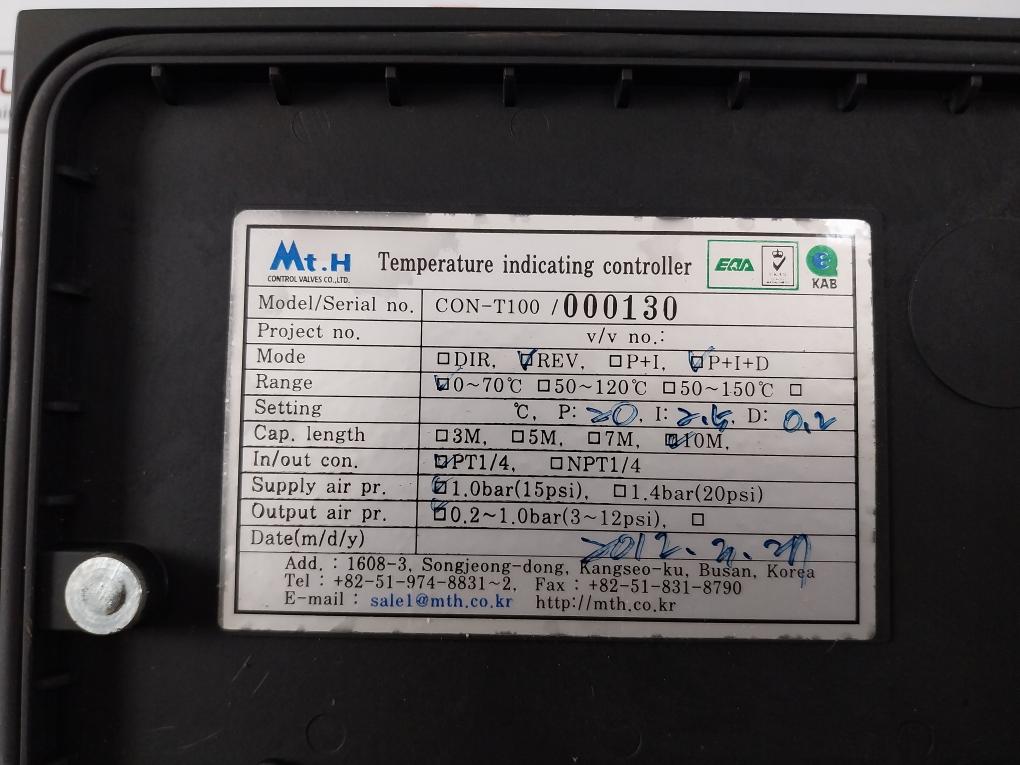 Mt.H
CONTROL VALVES CO.,LTD.
Temperature indicating controller
EQA
KAB
Model/Serial no. CON-T100 /000130
Project no. v/v no.:
Mode □DIR, ☑REV, □P+I, ☑P+I+D
Range ☑0~70℃ □50~120℃ □50~150℃ □
Setting ℃, P: 20, I: 2.5, D: 0.2
Cap. length □3M, □5M, □7M, ☑10M,
In/out con. ☑PT1/4, □NPT1/4
Supply air pr. ☑1.0bar(15psi), □1.4bar(20psi)
Output air pr. ☑0.2~1.0bar(3~12psi), □
Date(m/d/y) 2012.
Add. : 1608-3, Songjeong-dong, Kangseo-ku, Busan, Korea
Tel : +82-51-974-8831~2, Fax : +82-51-831-8790
E-mail : sale1@mth.co.kr http://mth.co.kr